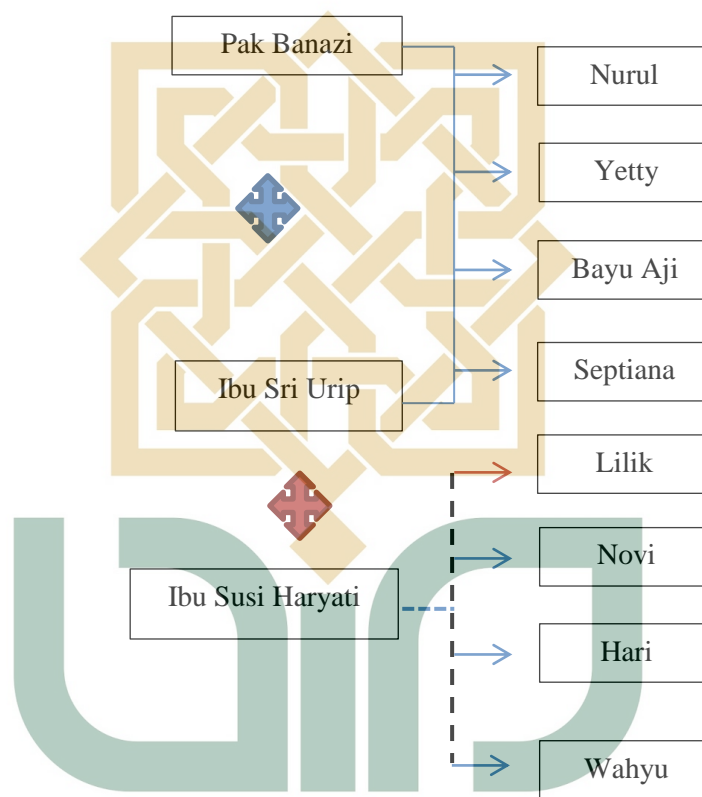 Pak Banazi
Nurul
Yetty
Bayu Aji
Ibu Sri Urip
Septiana
Lilik
Novi
Ibu Susi Haryati
Hari
Wahyu